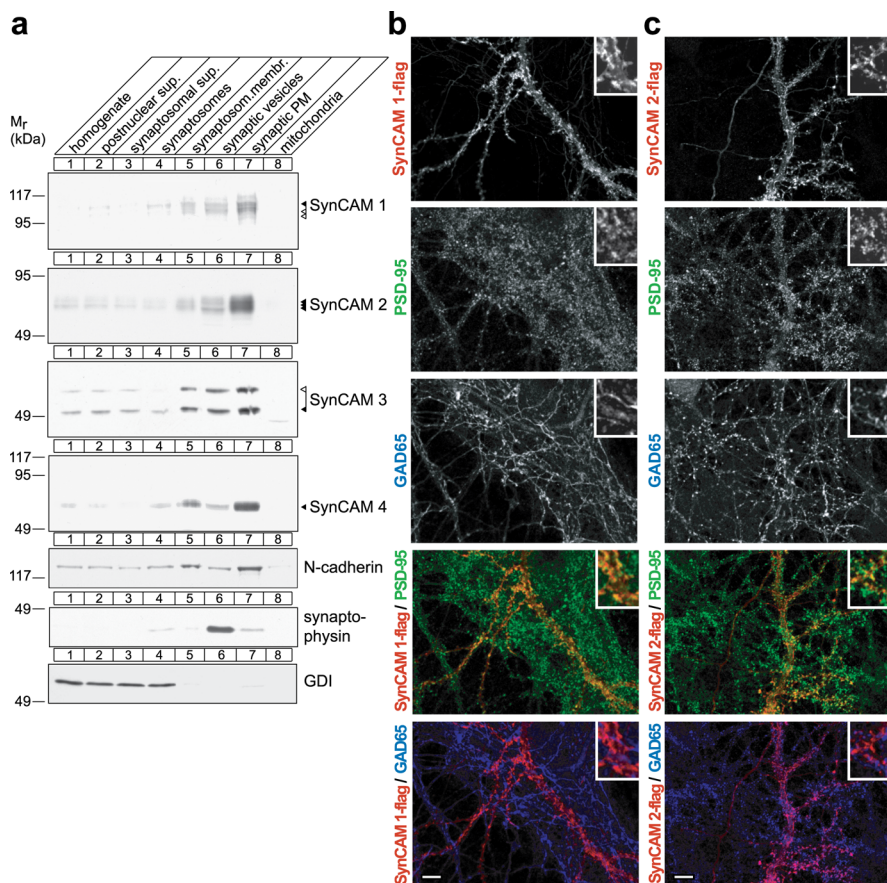 a
homogenate
postnuclear sup.
synaptosomal sup.
synaptosomes
synaptosom. membr.
synaptic vesicles
synaptic PM
mitochondria
Mr
(kDa)
1 2 3 4 5 6 7 8
117
95
SynCAM 1
1 2 3 4 5 6 7 8
95
49
SynCAM 2
1 2 3 4 5 6 7 8
49
SynCAM 3
1 2 3 4 5 6 7 8
117
95
49
SynCAM 4
1 2 3 4 5 6 7 8
117
N-cadherin
1 2 3 4 5 6 7 8
49
synapto-
physin
1 2 3 4 5 6 7 8
49
GDI
b
SynCAM 1-flag
PSD-95
GAD65
SynCAM 1-flag / PSD-95
SynCAM 1-flag / GAD65
c
SynCAM 2-flag
PSD-95
GAD65
SynCAM 2-flag / PSD-95
SynCAM 2-flag / GAD65